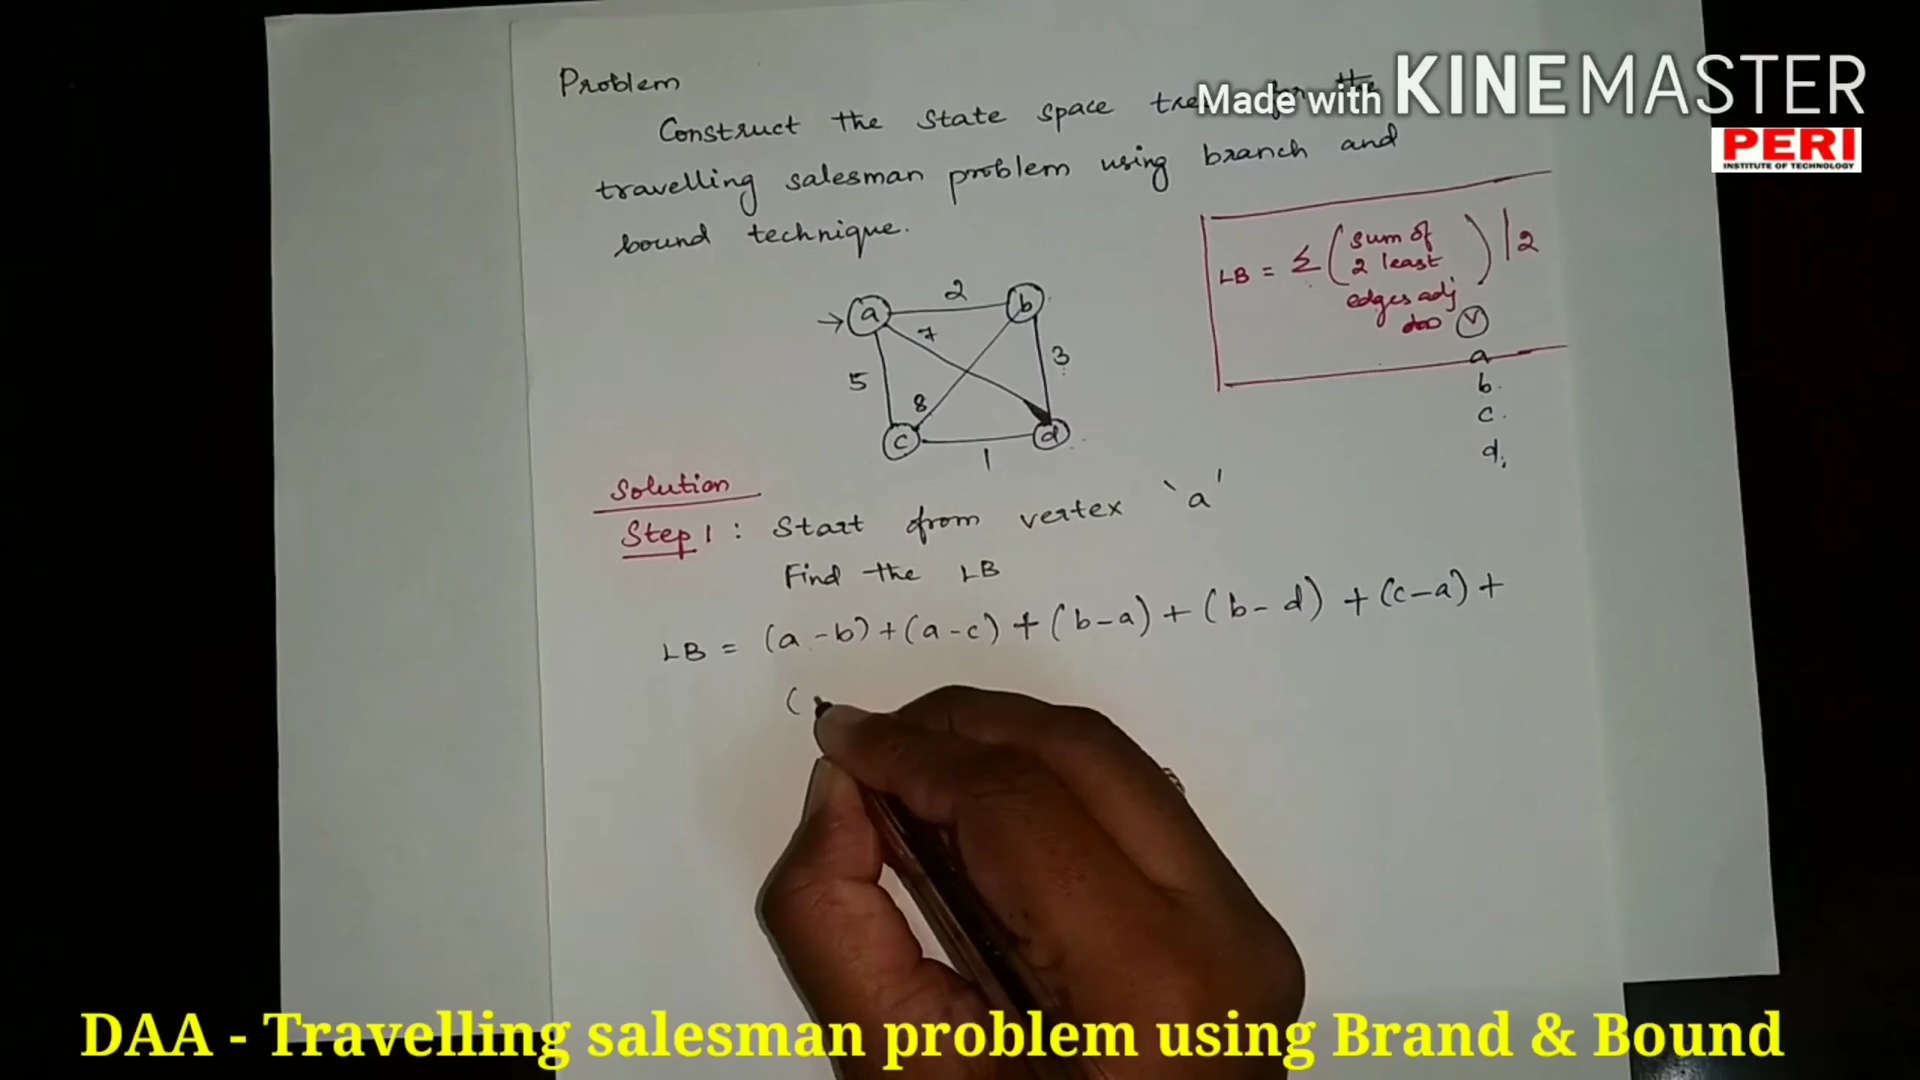 Problem
Construct the state space tree for the
travelling salesman problem using branch and
bound technique.
Made with KINEMASTER
PERI
INSTITUTE OF TECHNOLOGY
LB = Σ ( sum of 2 least edges adj to V ) / 2
a
b.
c.
d.
a 2 b
7
5 3
8
c d
1
Solution
Step 1 : Start from vertex 'a'
Find the LB
LB = (a-b)+(a-c)+(b-a)+(b-d)+(c-a)+
(
DAA - Travelling salesman problem using Brand & Bound